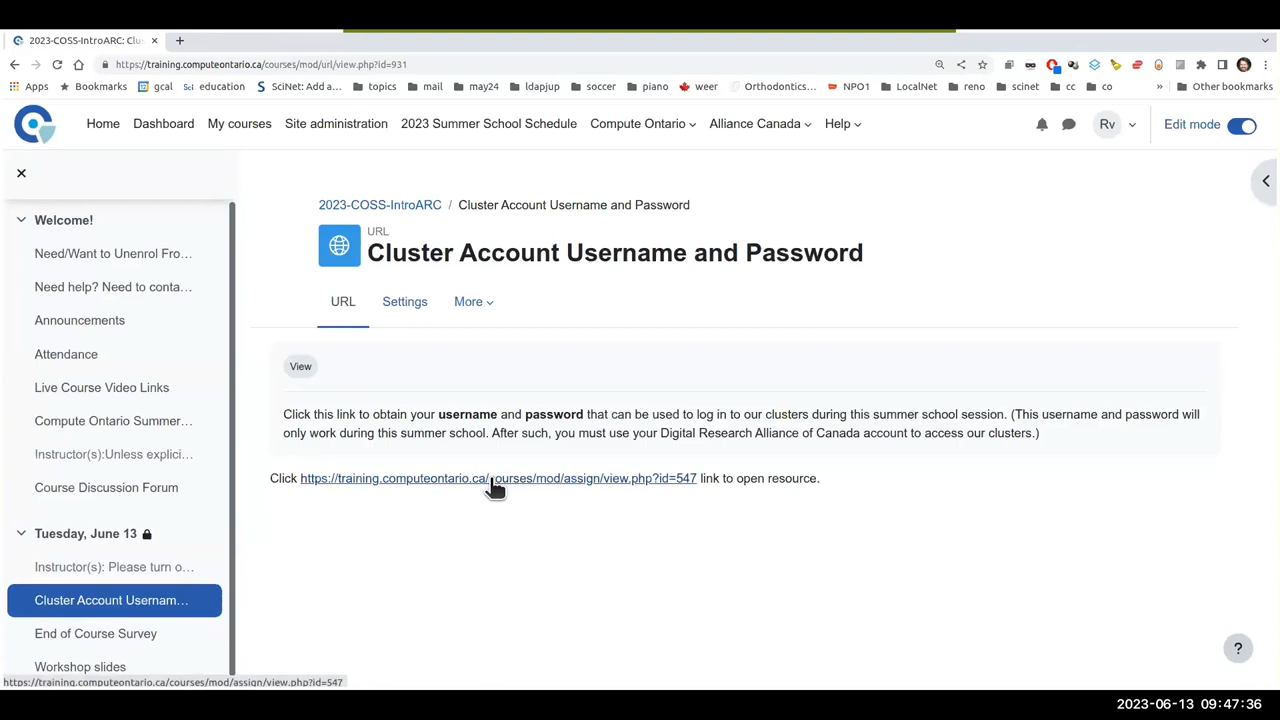 2023-COSS-IntroARC: Clu
https://training.computeontario.ca/courses/mod/url/view.php?id=931
Apps Bookmarks gcal education SciNet: Add a... topics mail may24 ldapjup soccer piano weer Orthodontics... NPO1 LocalNet reno scinet cc co » Other bookmarks
Home Dashboard My courses Site administration 2023 Summer School Schedule Compute Ontario Alliance Canada Help Rv Edit mode
Welcome!
Need/Want to Unenrol Fro...
Need help? Need to conta...
Announcements
Attendance
Live Course Video Links
Compute Ontario Summer...
Instructor(s):Unless explici...
Course Discussion Forum
Tuesday, June 13
Instructor(s): Please turn o...
Cluster Account Usernam...
End of Course Survey
Workshop slides
2023-COSS-IntroARC / Cluster Account Username and Password
URL
Cluster Account Username and Password
URL Settings More
View
Click this link to obtain your username and password that can be used to log in to our clusters during this summer school session. (This username and password will
only work during this summer school. After such, you must use your Digital Research Alliance of Canada account to access our clusters.)
Click https://training.computeontario.ca/courses/mod/assign/view.php?id=547 link to open resource.
?
https://training.computeontario.ca/courses/mod/assign/view.php?id=547
2023-06-13 09:47:36